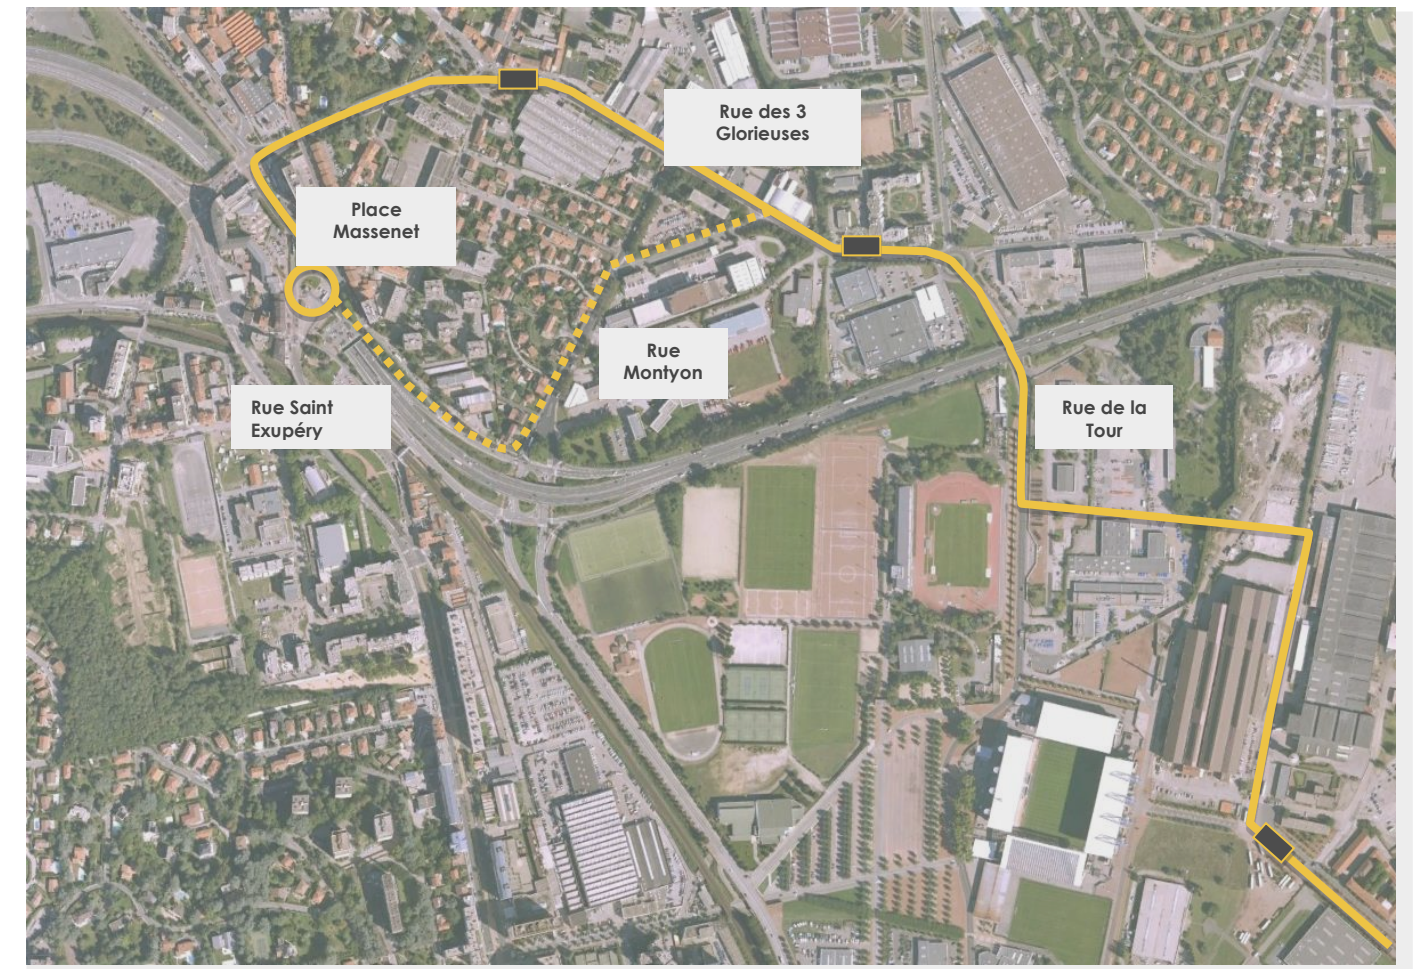 Rue des 3
Glorieuses
Place
Massenet
Rue
Montyon
Rue Saint
Exupéry
Rue de la
Tour